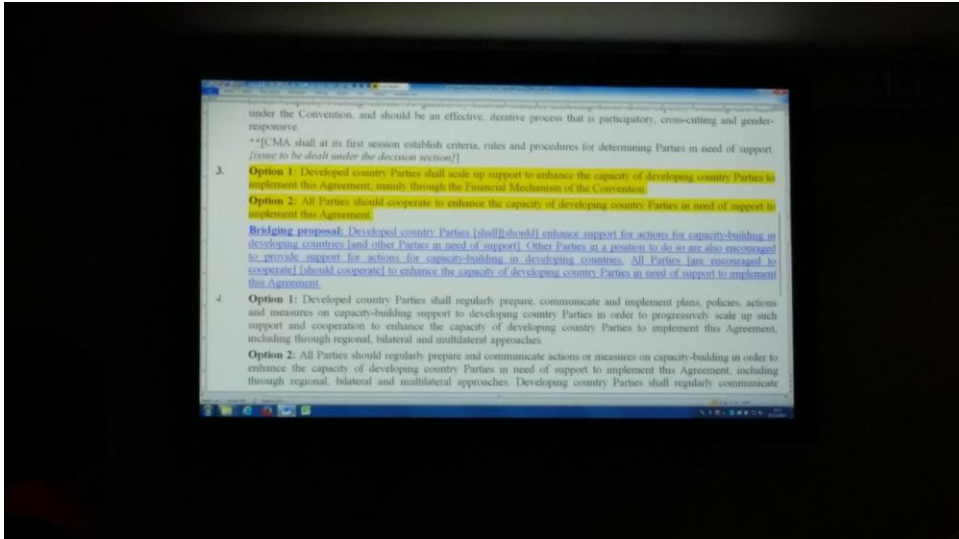 under the Convention, and should be an effective, iterative process that is participatory, cross-cutting and gender-
responsive.
**[CMA shall at its first session establish criteria, rules and procedures for determining Parties in need of support.
[issue to be dealt under the decision section]]
3. Option 1: Developed country Parties shall scale up support to enhance the capacity of developing country Parties to
implement this Agreement, mainly through the Financial Mechanism of the Convention.
Option 2: All Parties should cooperate to enhance the capacity of developing country Parties in need of support to
implement this Agreement.
Bridging proposal: Developed country Parties [shall][should] enhance support for actions for capacity-building in
developing countries [and other Parties in need of support]. Other Parties in a position to do so are also encouraged
to provide support for actions for capacity-building in developing countries. All Parties [are encouraged to
cooperate] [should cooperate] to enhance the capacity of developing country Parties in need of support to implement
this Agreement.
4. Option 1: Developed country Parties shall regularly prepare, communicate and implement plans, policies, actions
and measures on capacity-building support to developing country Parties in order to progressively scale up such
support and cooperation to enhance the capacity of developing country Parties to implement this Agreement,
including through regional, bilateral and multilateral approaches.
Option 2: All Parties should regularly prepare and communicate actions or measures on capacity-building in order to
enhance the capacity of developing country Parties in need of support to implement this Agreement, including
through regional, bilateral and multilateral approaches. Developing country Parties shall regularly communicate